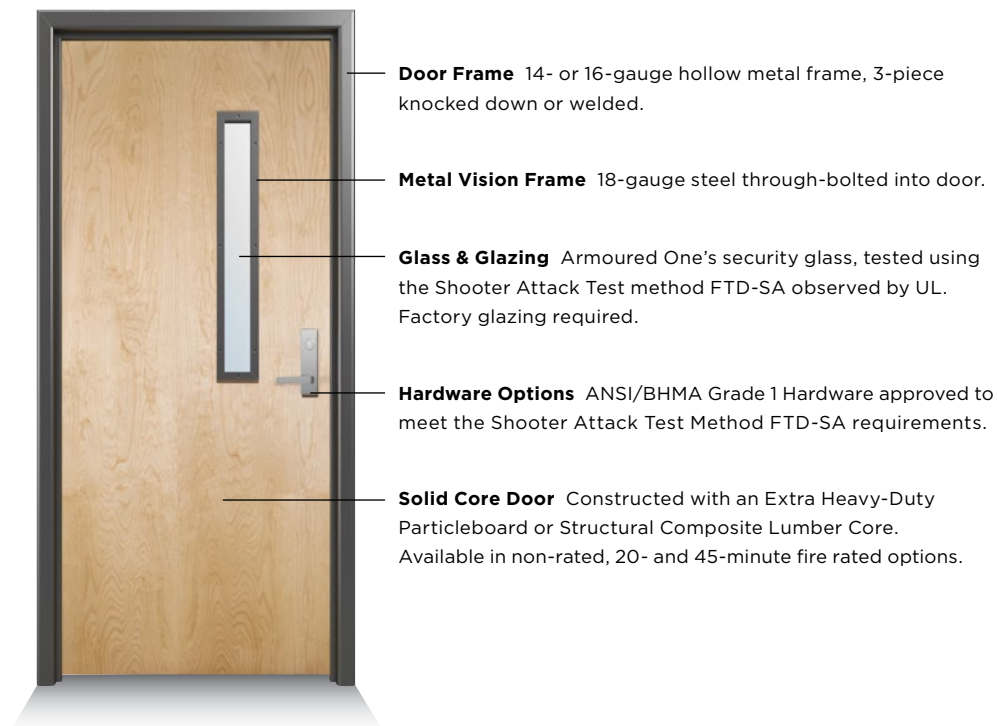 Door Frame 14- or 16-gauge hollow metal frame, 3-piece
knocked down or welded.
Metal Vision Frame 18-gauge steel through-bolted into door.
Glass & Glazing Armoured One’s security glass, tested using
the Shooter Attack Test method FTD-SA observed by UL.
Factory glazing required.
Hardware Options ANSI/BHMA Grade 1 Hardware approved to
meet the Shooter Attack Test Method FTD-SA requirements.
Solid Core Door Constructed with an Extra Heavy-Duty
Particleboard or Structural Composite Lumber Core.
Available in non-rated, 20- and 45-minute fire rated options.